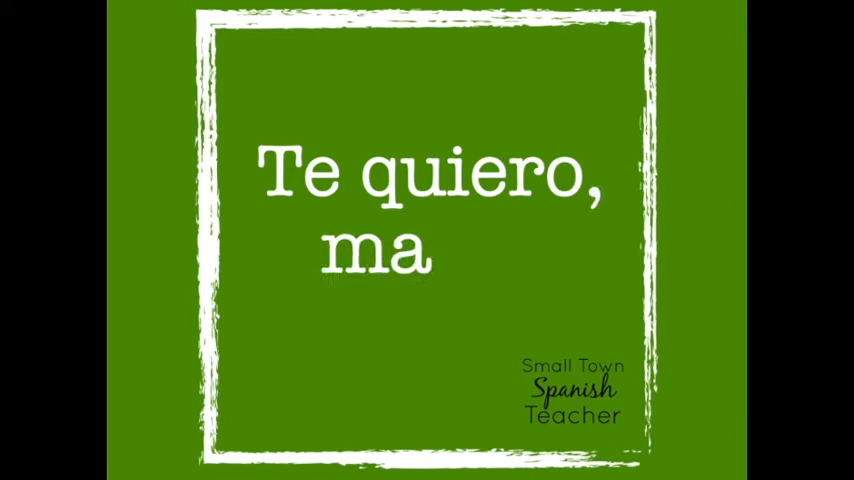 Te quiero,
ma
Small Town
Spanish
Teacher